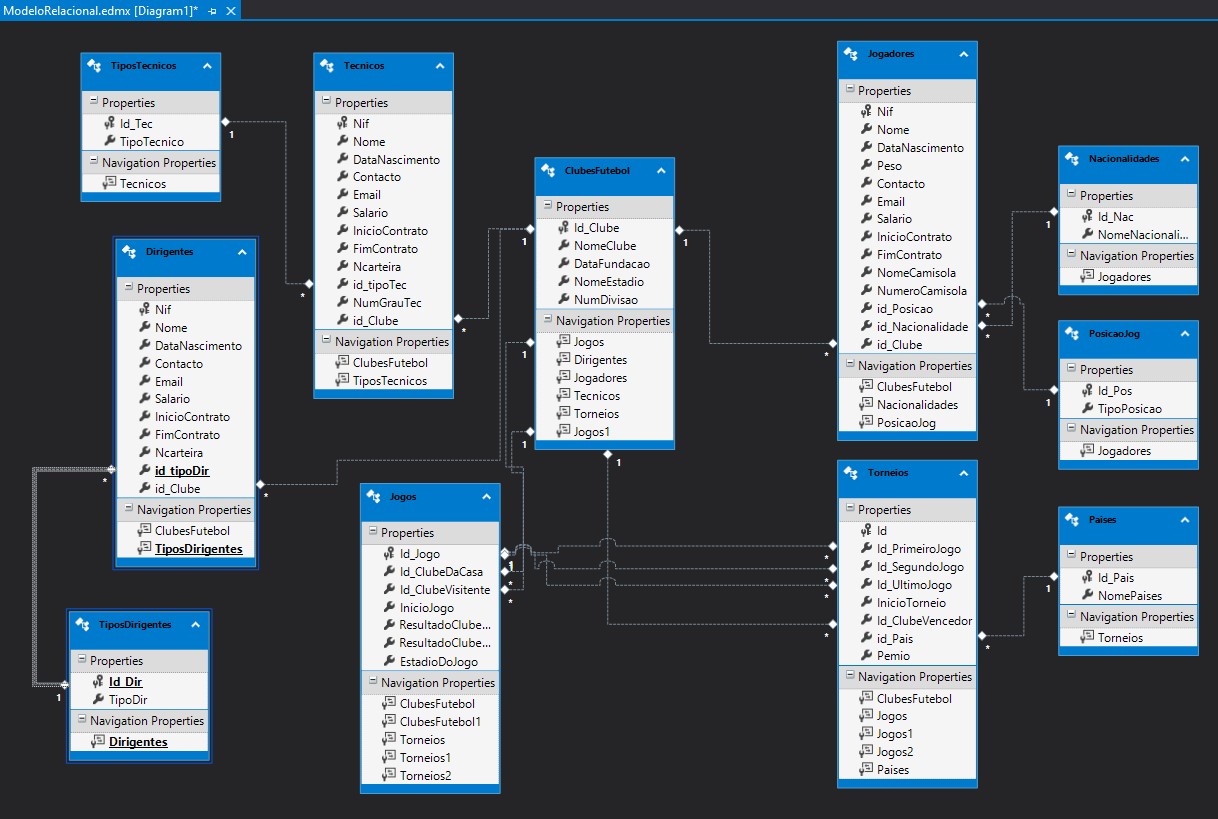 ModeloRelacional.edmx [Diagram1]*
TiposTecnicos
Properties
Id_Tec
TipoTecnico
Navigation Properties
Tecnicos
1
Tecnicos
Properties
Nif
Nome
DataNascimento
Contacto
Email
Salario
InicioContrato
FimContrato
Ncarteira
id_tipoTec
NumGrauTec
id_Clube
Navigation Properties
ClubesFutebol
TiposTecnicos
*
*
Dirigentes
Properties
Nif
Nome
DataNascimento
Contacto
Email
Salario
InicioContrato
FimContrato
Ncarteira
id_tipoDir
id_Clube
Navigation Properties
ClubesFutebol
TiposDirigentes
*
*
TiposDirigentes
Properties
Id_Dir
TipoDir
Navigation Properties
Dirigentes
1
ClubesFutebol
Properties
Id_Clube
NomeClube
DataFundacao
NomeEstadio
NumDivisao
Navigation Properties
Jogos
Dirigentes
Jogadores
Tecnicos
Torneios
Jogos1
1
1
1
1
1
Jogos
Properties
Id_Jogo
Id_ClubeDaCasa
Id_ClubeVisitente
InicioJogo
ResultadoClube...
ResultadoClube...
EstadioDoJogo
Navigation Properties
ClubesFutebol
ClubesFutebol1
Torneios
Torneios1
Torneios2
1
*
*
Jogadores
Properties
Nif
Nome
DataNascimento
Peso
Contacto
Email
Salario
InicioContrato
FimContrato
NomeCamisola
NumeroCamisola
id_Posicao
id_Nacionalidade
id_Clube
Navigation Properties
ClubesFutebol
Nacionalidades
PosicaoJog
*
*
*
Torneios
Properties
Id
Id_PrimeiroJogo
Id_SegundoJogo
Id_UltimoJogo
InicioTorneio
Id_ClubeVencedor
id_Pais
Pemio
Navigation Properties
ClubesFutebol
Jogos
Jogos1
Jogos2
Paises
*
*
*
*
*
Nacionalidades
Properties
Id_Nac
NomeNacionali...
Navigation Properties
Jogadores
1
PosicaoJog
Properties
Id_Pos
TipoPosicao
Navigation Properties
Jogadores
1
Paises
Properties
Id_Pais
NomePaises
Navigation Properties
Torneios
1